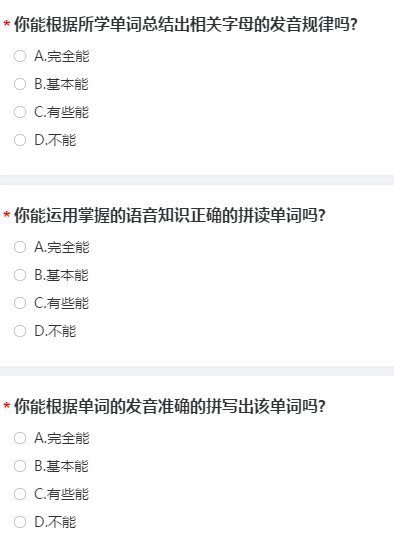 * 你能根据所学单词总结出相关字母的发音规律吗?
A.完全能
B.基本能
C.有些能
D.不能
* 你能运用掌握的语音知识正确的拼读单词吗?
A.完全能
B.基本能
C.有些能
D.不能
* 你能根据单词的发音准确的拼写出该单词吗?
A.完全能
B.基本能
C.有些能
D.不能